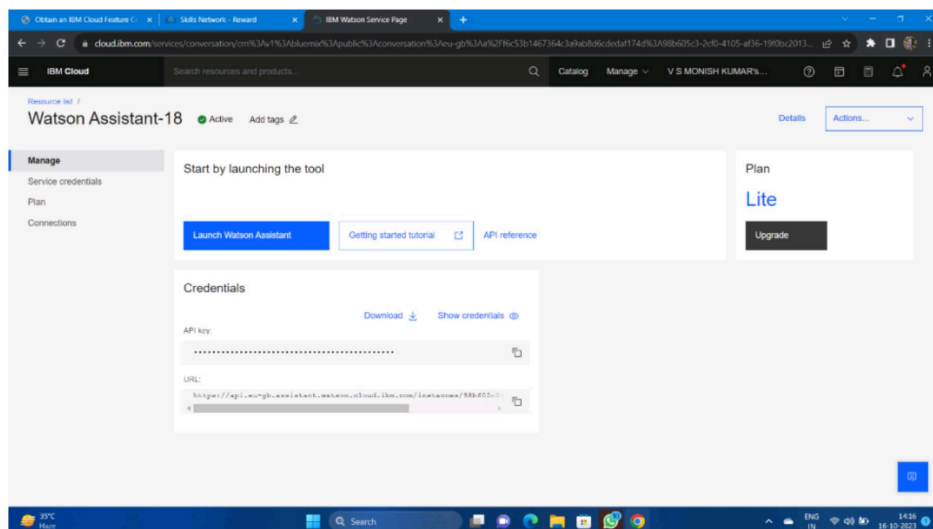 Obtain an IBM Cloud Feature C
Skills Network - Reward
IBM Watson Service Page
IBM Cloud
Search resources and products...
Catalog
Manage
V S MONISH KUMAR's...
Resource list /
Watson Assistant-18
Active
Add tags
Details
Actions...
Manage
Service credentials
Plan
Connections
Start by launching the tool
Launch Watson Assistant
Getting started tutorial
API reference
Plan
Lite
Upgrade
Credentials
Download
Show credentials
API key:
URL:
35°C
Haze
Search
ENG
IN
14:16
16-10-2023